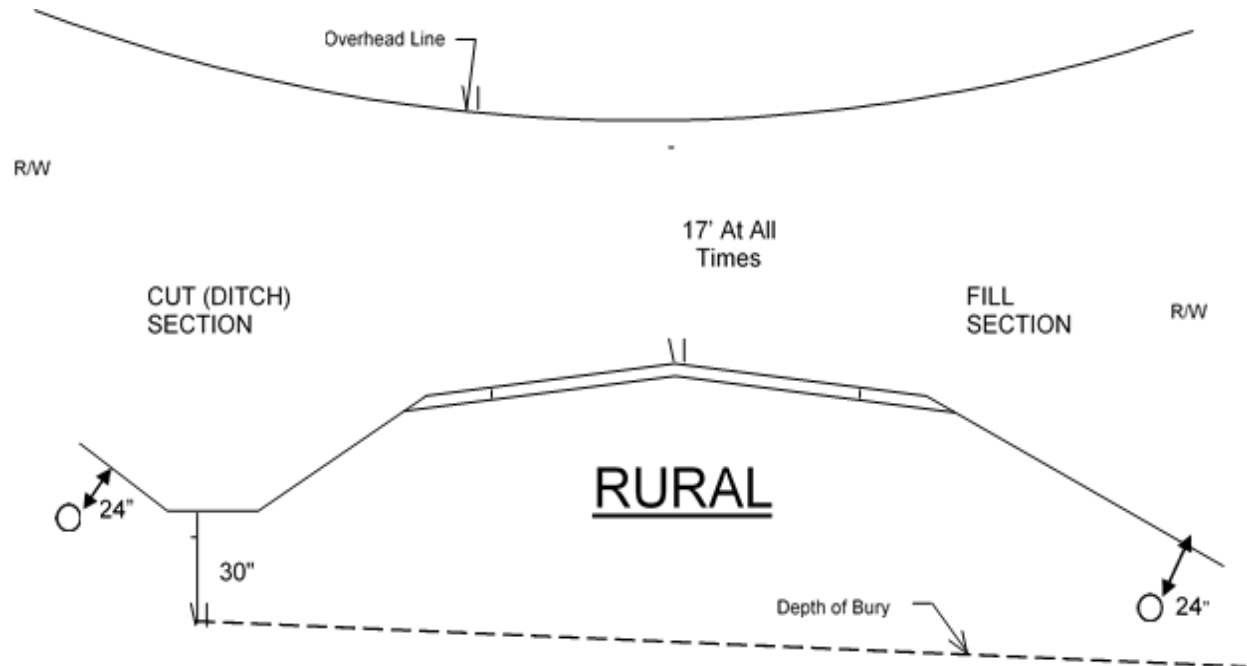 Overhead Line
R/W
17' At All
Times
CUT (DITCH)
SECTION
FILL
SECTION
R/W
RURAL
24”
30”
Depth of Bury
24"